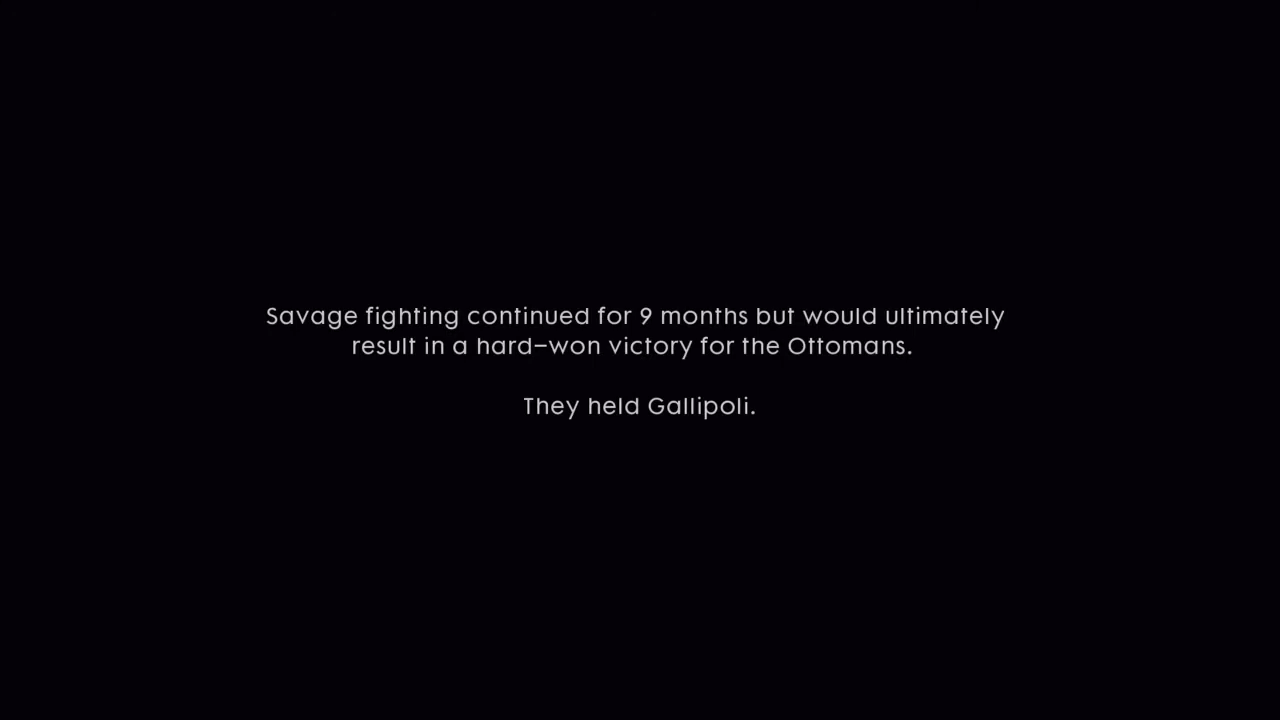 Savage fighting continued for 9 months but would ultimately
result in a hard-won victory for the Ottomans.
They held Gallipoli.